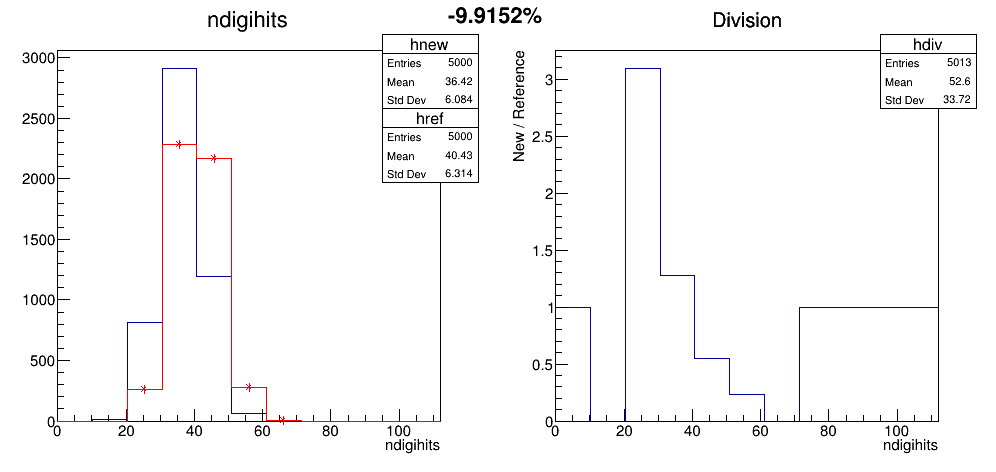 -9.9152%
ndigihits
hnew
Entries 5000
Mean 36.42
Std Dev 6.084
href
Entries 5000
Mean 40.43
Std Dev 6.314
3000
2500
2000
1500
1000
500
0
0 20 40 60 80 100
ndigihits
Division
hdiv
Entries 5013
Mean 52.6
Std Dev 33.72
New / Reference
3
2.5
2
1.5
1
0.5
0
0 20 40 60 80 100
ndigihits